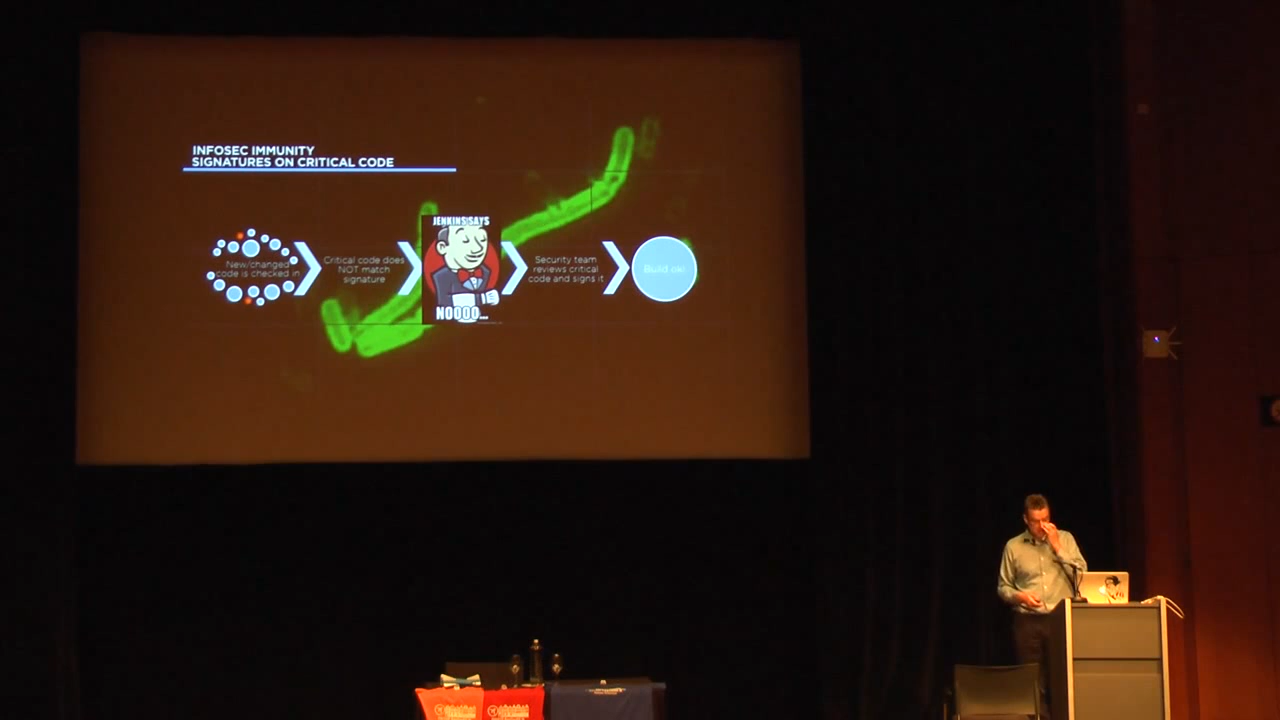 INFOSEC IMMUNITY
SIGNATURES ON CRITICAL CODE
New/changed
code is checked in
Critical code does
NOT match
signature
JENKINS SAYS
NOOOO...
Security team
reviews critical
code and signs it
Build ok!